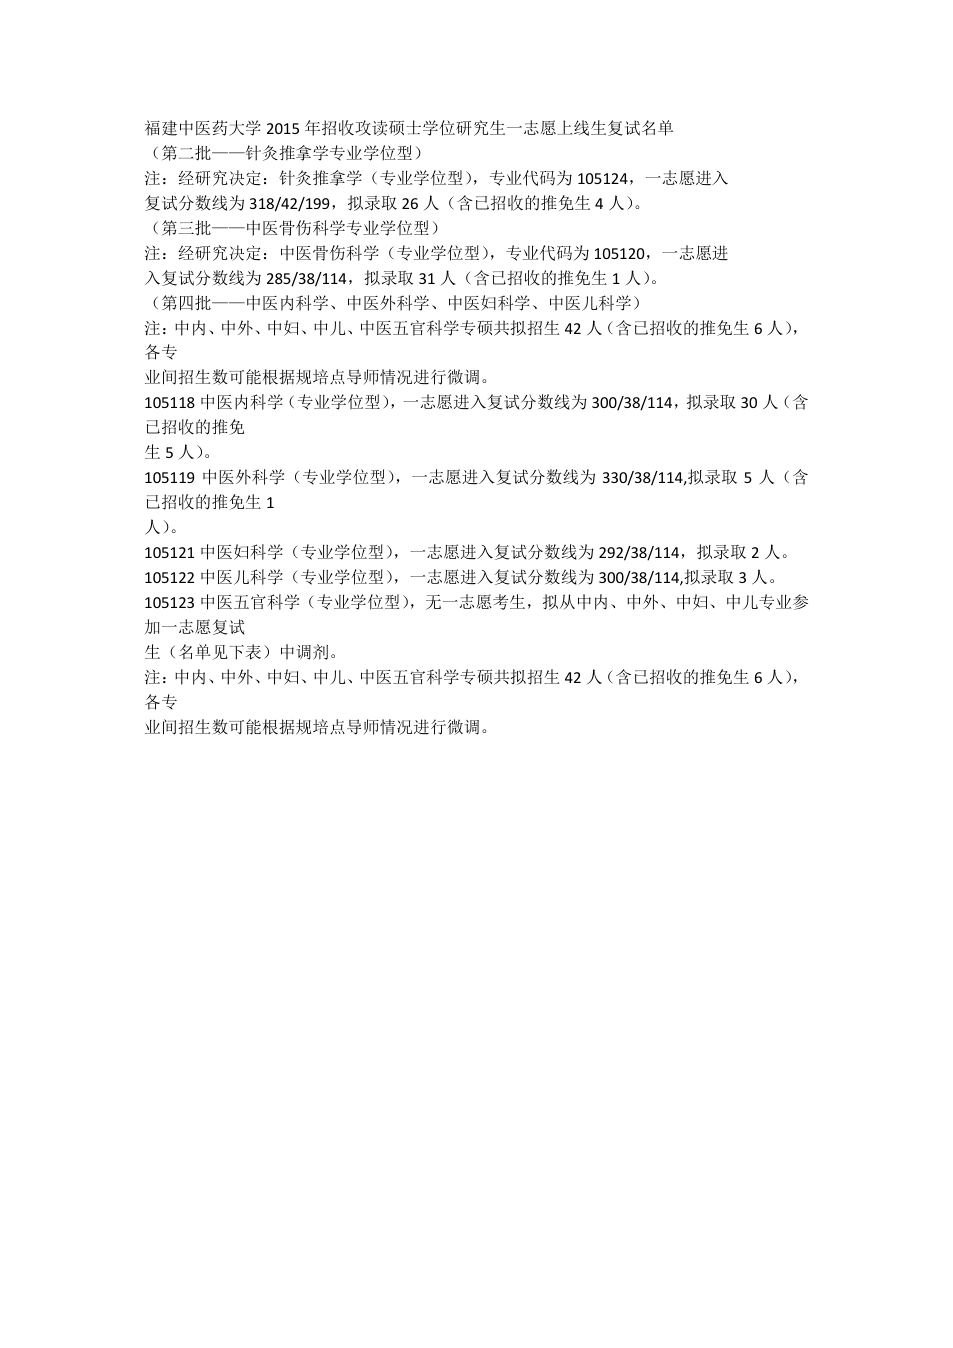 福建中医药大学 2015 年招收攻读硕士学位研究生一志愿上线生复试名单
（第二批——针灸推拿学专业学位型）
注：经研究决定：针灸推拿学（专业学位型），专业代码为 105124，一志愿进入
复试分数线为 318/42/199，拟录取 26 人（含已招收的推免生 4 人）。
（第三批——中医骨伤科学专业学位型）
注：经研究决定：中医骨伤科学（专业学位型），专业代码为 105120，一志愿进
入复试分数线为 285/38/114，拟录取 31 人（含已招收的推免生 1 人）。
（第四批——中医内科学、中医外科学、中医妇科学、中医儿科学）
注：中内、中外、中妇、中儿、中医五官科学专硕共拟招生 42 人（含已招收的推免生 6 人），
各专
业间招生数可能根据规培点导师情况进行微调。
105118 中医内科学（专业学位型），一志愿进入复试分数线为 300/38/114，拟录取 30 人（含
已招收的推免
生 5 人）。
105119 中医外科学（专业学位型），一志愿进入复试分数线为 330/38/114,拟录取 5 人（含
已招收的推免生 1
人）。
105121 中医妇科学（专业学位型），一志愿进入复试分数线为 292/38/114，拟录取 2 人。
105122 中医儿科学（专业学位型），一志愿进入复试分数线为 300/38/114,拟录取 3 人。
105123 中医五官科学（专业学位型），无一志愿考生，拟从中内、中外、中妇、中儿专业参
加一志愿复试
生（名单见下表）中调剂。
注：中内、中外、中妇、中儿、中医五官科学专硕共拟招生 42 人（含已招收的推免生 6 人），
各专
业间招生数可能根据规培点导师情况进行微调。